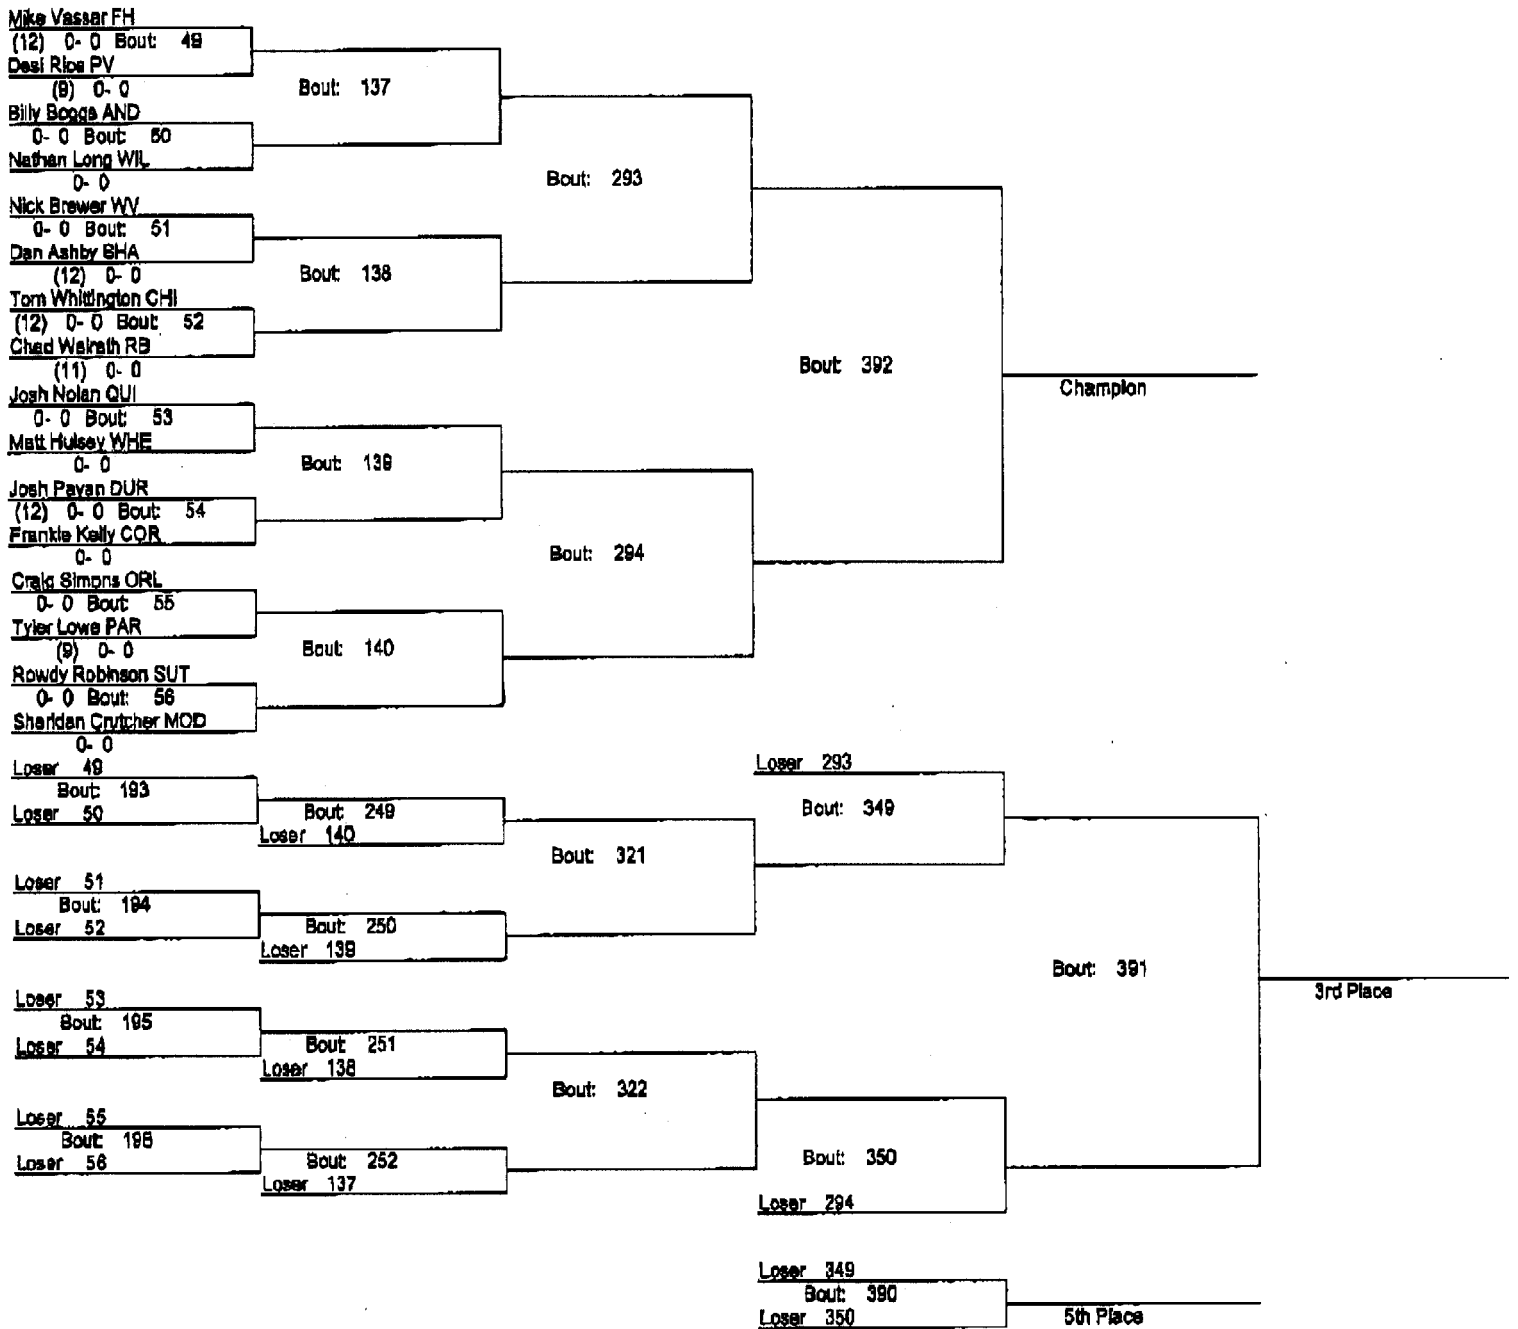 Mike Vassar FH
(12) 0- 0 Bout: 49
Desi Rice PV
(9) 0- 0
Bout: 137
Billy Boggs AND
0- 0 Bout: 50
Nathan Long WIL
0- 0
Bout: 293
Nick Brewer WV
0- 0 Bout: 51
Dan Ashby SHA
(12) 0- 0
Bout: 138
Tom Whittington CHI
(12) 0- 0 Bout: 52
Chad Walrath RB
(11) 0- 0
Bout: 392
Champion
Josh Nolan QUI
0- 0 Bout: 53
Matt Hulsey WHE
0- 0
Bout: 139
Josh Payan DUR
(12) 0- 0 Bout: 54
Frankie Kelly COR
0- 0
Bout: 294
Craig Simons ORL
0- 0 Bout: 55
Tyler Lowe PAR
(9) 0- 0
Bout: 140
Rowdy Robinson SUT
0- 0 Bout: 56
Sheridan Crutcher MOD
0- 0
Loser 49
Bout: 193
Loser 50
Bout: 249
Loser 140
Bout: 321
Loser 293
Bout: 349
Loser 51
Bout: 194
Loser 52
Bout: 250
Loser 139
Bout: 391
3rd Place
Loser 53
Bout: 195
Loser 54
Bout: 251
Loser 138
Bout: 322
Loser 55
Bout: 196
Loser 56
Bout: 252
Loser 137
Bout: 350
Loser 294
Loser 349
Bout: 390
Loser 350
5th Place